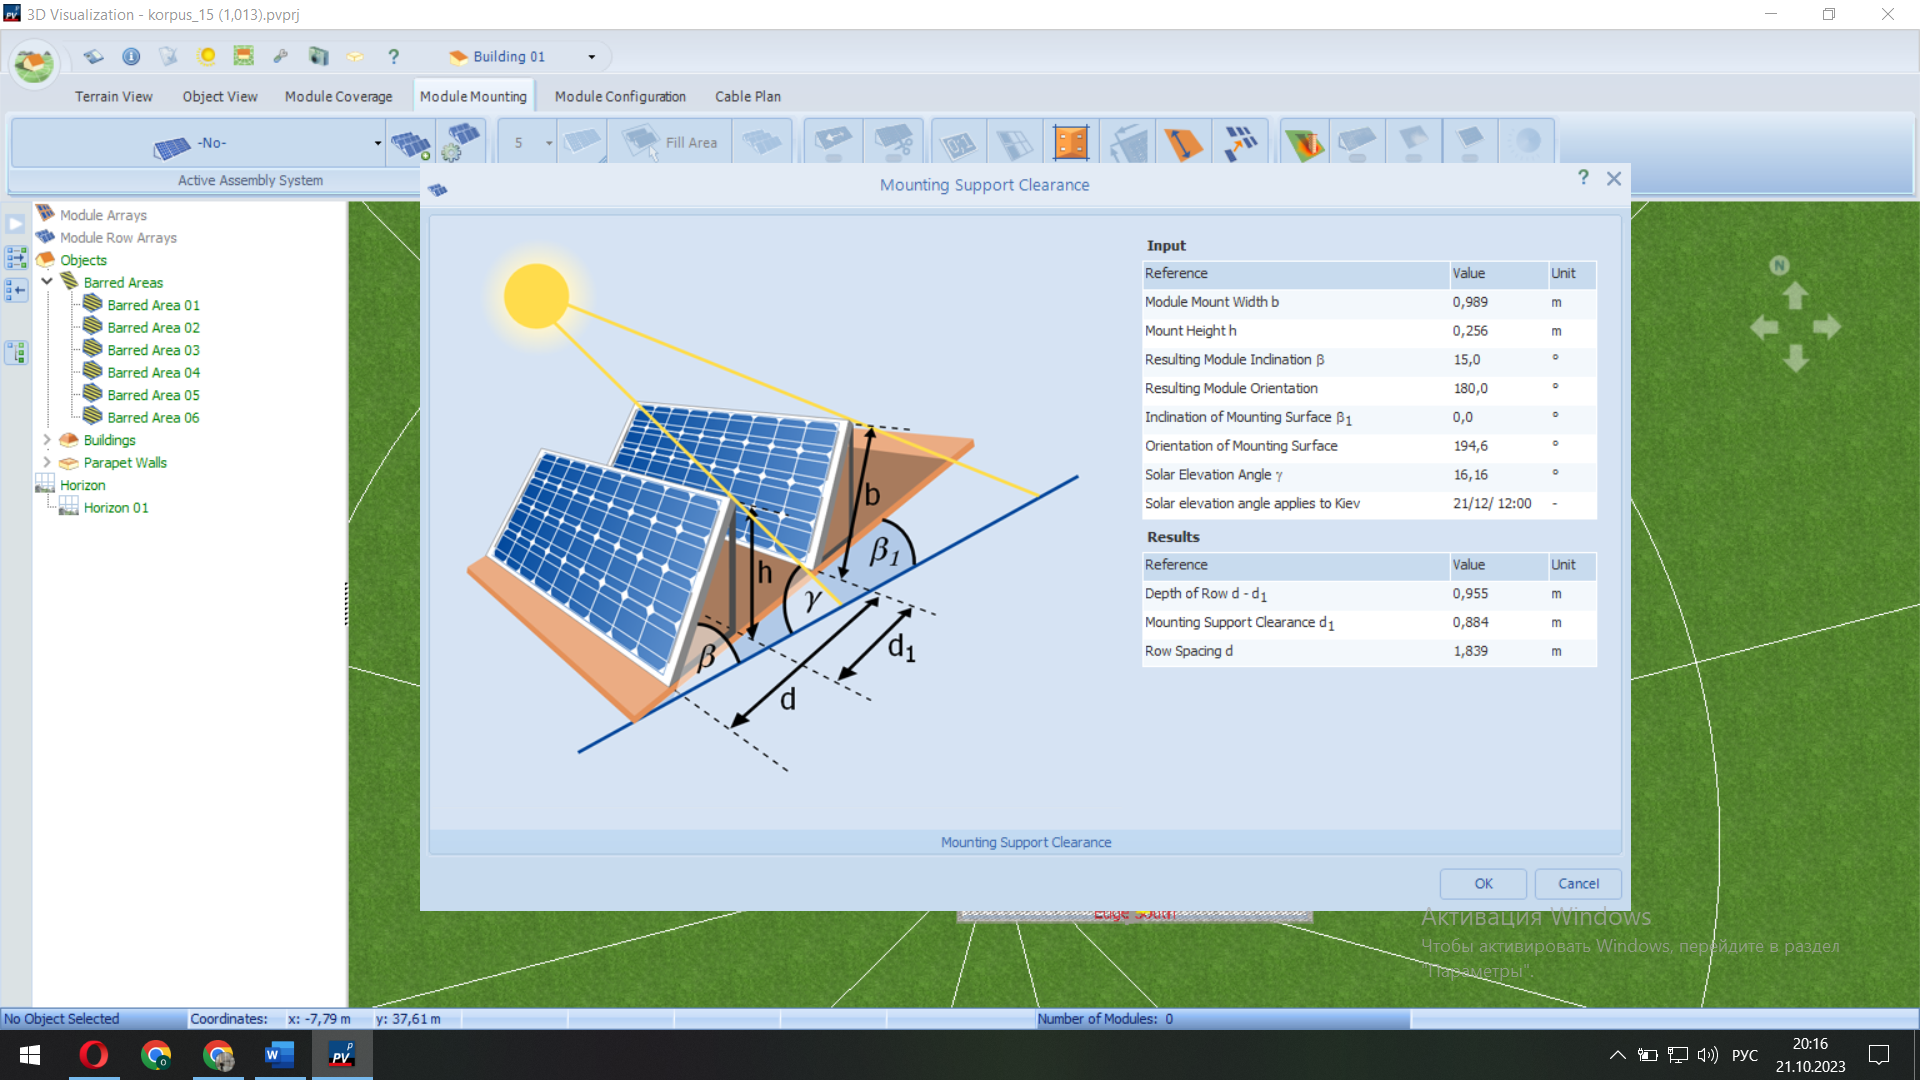 3D Visualization - korpus_15 (1,013).pvprj
Building 01
Terrain View
Object View
Module Coverage
Module Mounting
Module Configuration
Cable Plan
-No-
5
Fill Area
Active Assembly System
Module Arrays
Module Row Arrays
Objects
Barred Areas
Barred Area 01
Barred Area 02
Barred Area 03
Barred Area 04
Barred Area 05
Barred Area 06
Buildings
Parapet Walls
Horizon
Horizon 01
Mounting Support Clearance
b
h
β1
γ
β
d1
d
Input
Reference Value Unit
Module Mount Width b 0,989 m
Mount Height h 0,256 m
Resulting Module Inclination β 15,0 °
Resulting Module Orientation 180,0 °
Inclination of Mounting Surface β1 0,0 °
Orientation of Mounting Surface 194,6 °
Solar Elevation Angle γ 16,16 °
Solar elevation angle applies to Kiev 21/12/ 12:00 -
Results
Reference Value Unit
Depth of Row d - d1 0,955 m
Mounting Support Clearance d1 0,884 m
Row Spacing d 1,839 m
Mounting Support Clearance
OK
Cancel
N
Edge South
Активация Windows
Чтобы активировать Windows, перейдите в раздел
"Параметры".
No Object Selected
Coordinates: x: -7,79 m y: 37,61 m
Number of Modules: 0
РУС
20:16
21.10.2023